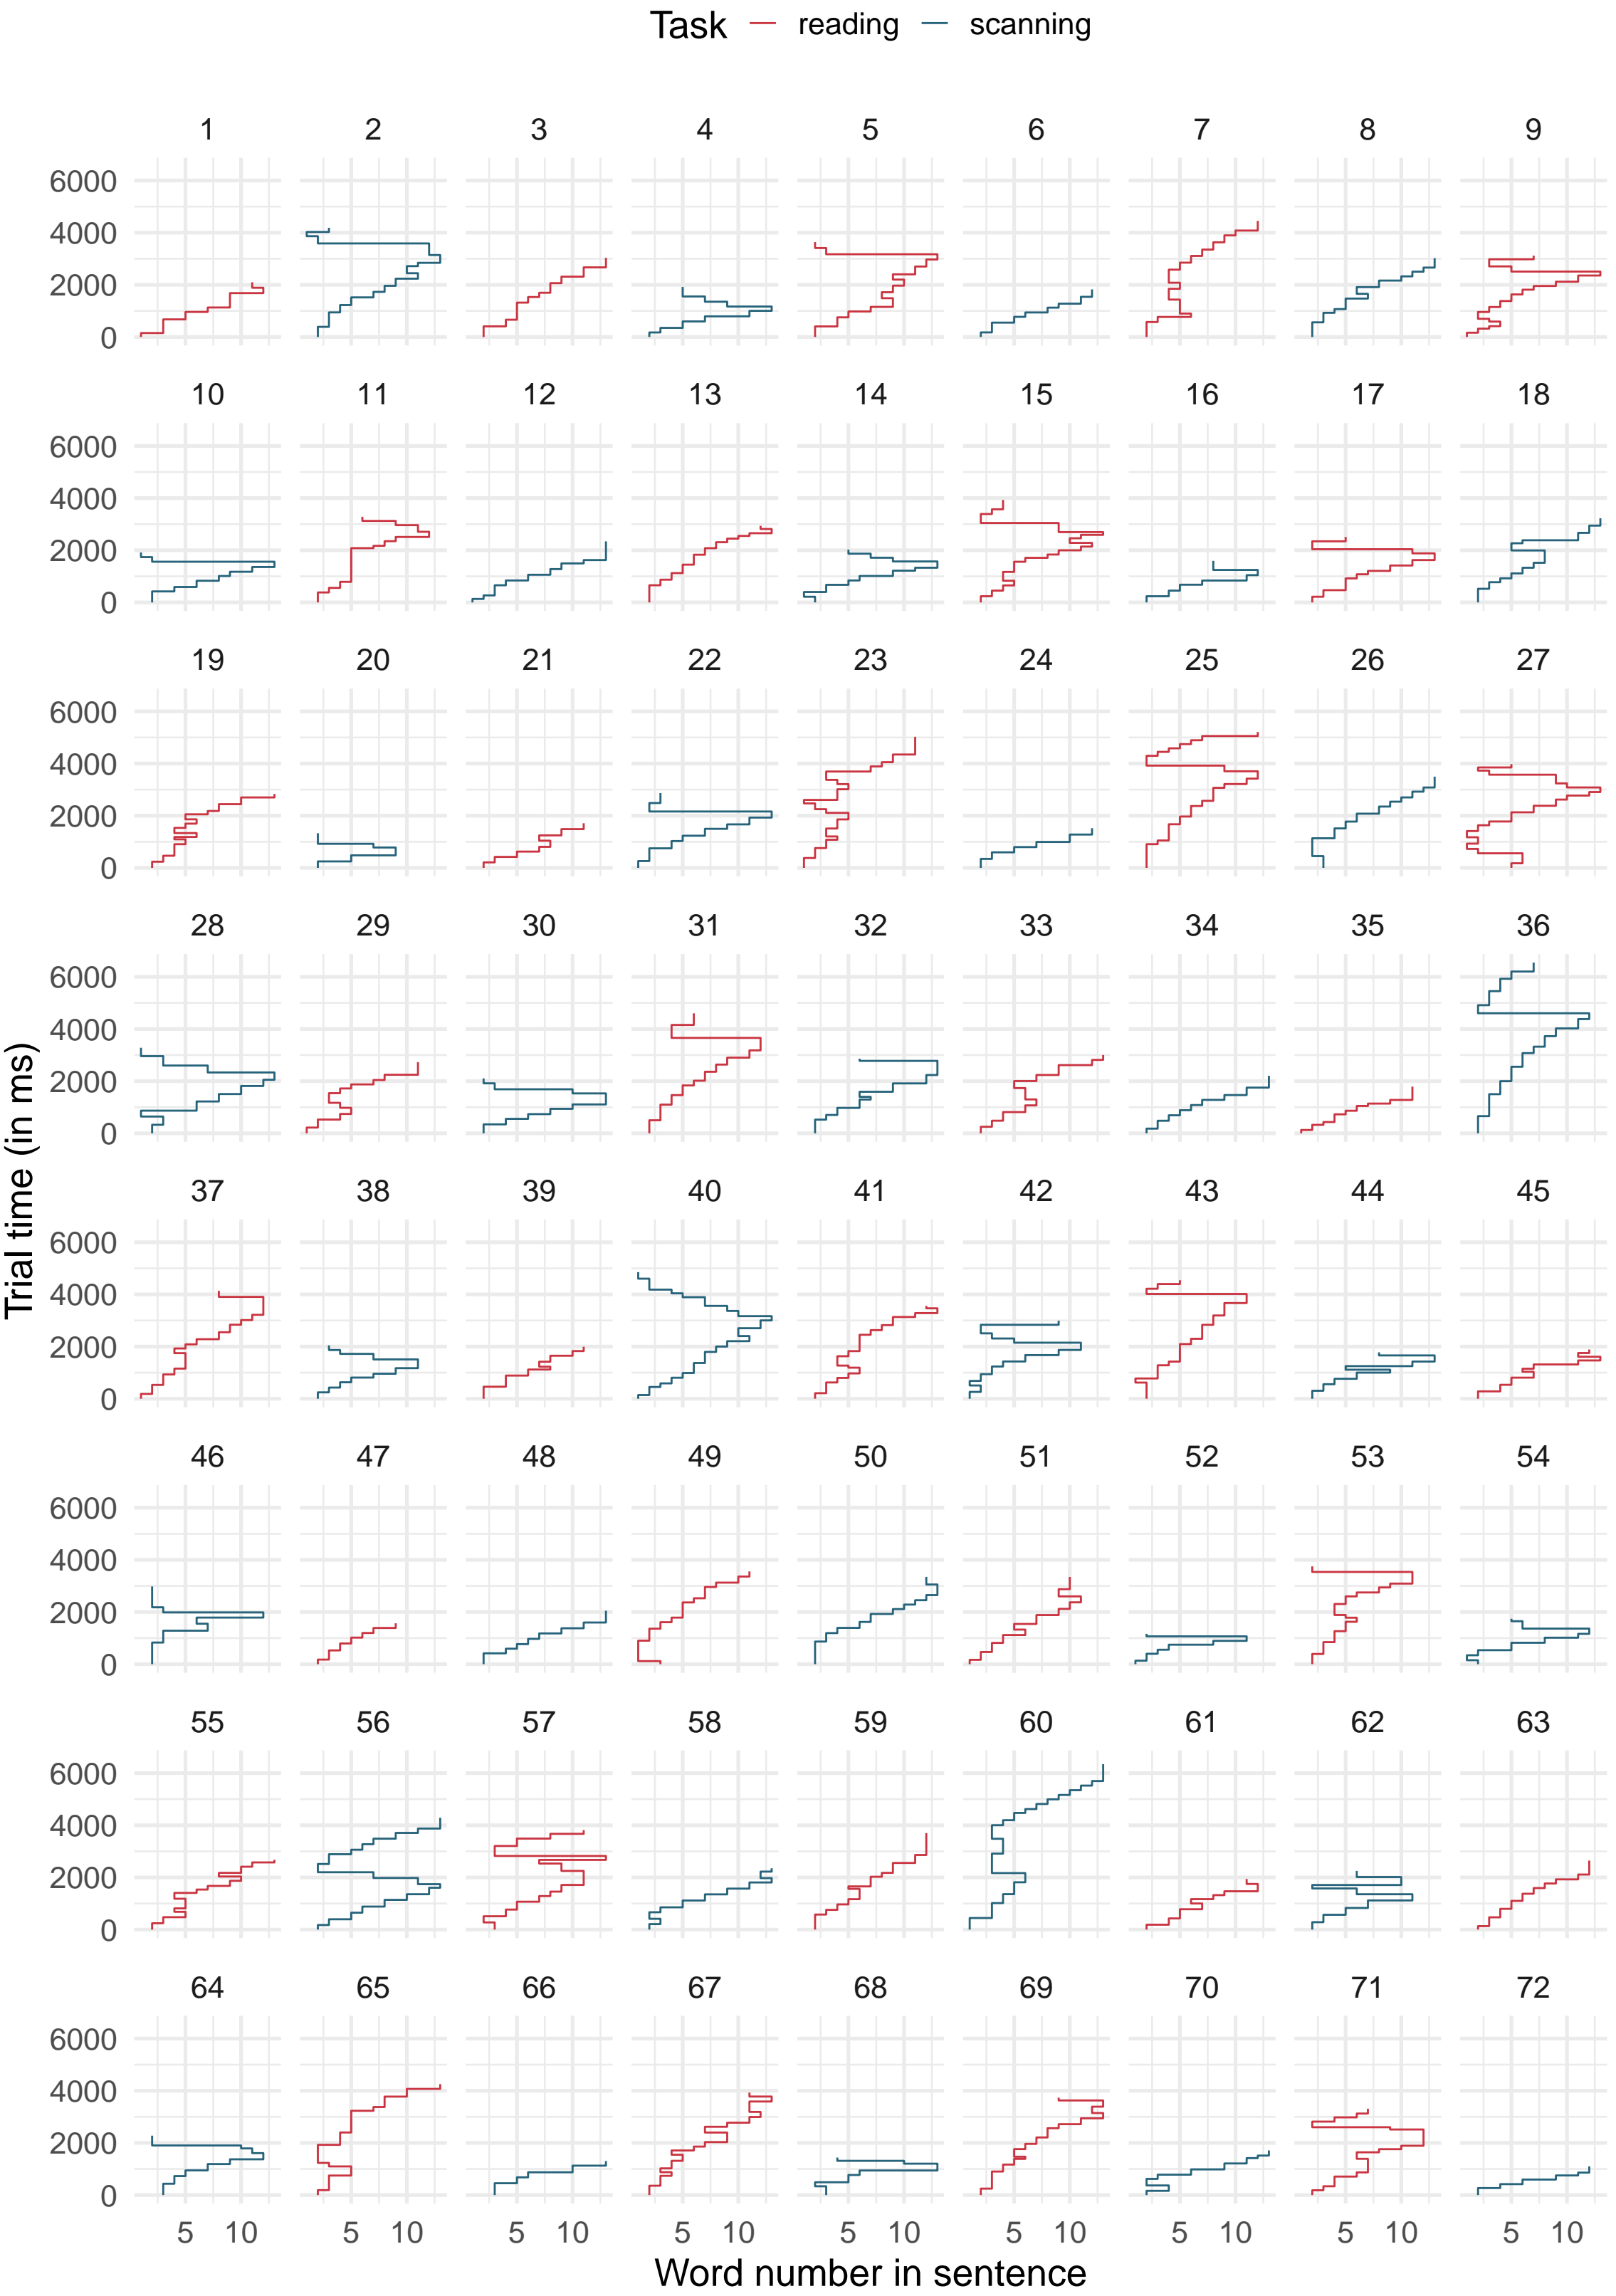 Task reading scanning
1 2 3 4 5 6 7 8 9
6000
4000
2000
0
10 11 12 13 14 15 16 17 18
6000
4000
2000
0
19 20 21 22 23 24 25 26 27
6000
4000
2000
0
28 29 30 31 32 33 34 35 36
6000
4000
2000
0
Trial time (in ms)
37 38 39 40 41 42 43 44 45
6000
4000
2000
0
46 47 48 49 50 51 52 53 54
6000
4000
2000
0
55 56 57 58 59 60 61 62 63
6000
4000
2000
0
64 65 66 67 68 69 70 71 72
6000
4000
2000
0
5 10 5 10 5 10 5 10 5 10 5 10 5 10 5 10 5 10
Word number in sentence